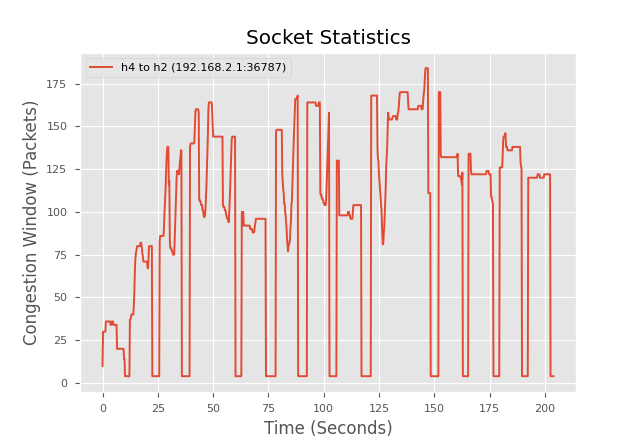 Socket Statistics
h4 to h2 (192.168.2.1:36787)
Congestion Window (Packets)
175
150
125
100
75
50
25
0
0 25 50 75 100 125 150 175 200
Time (Seconds)